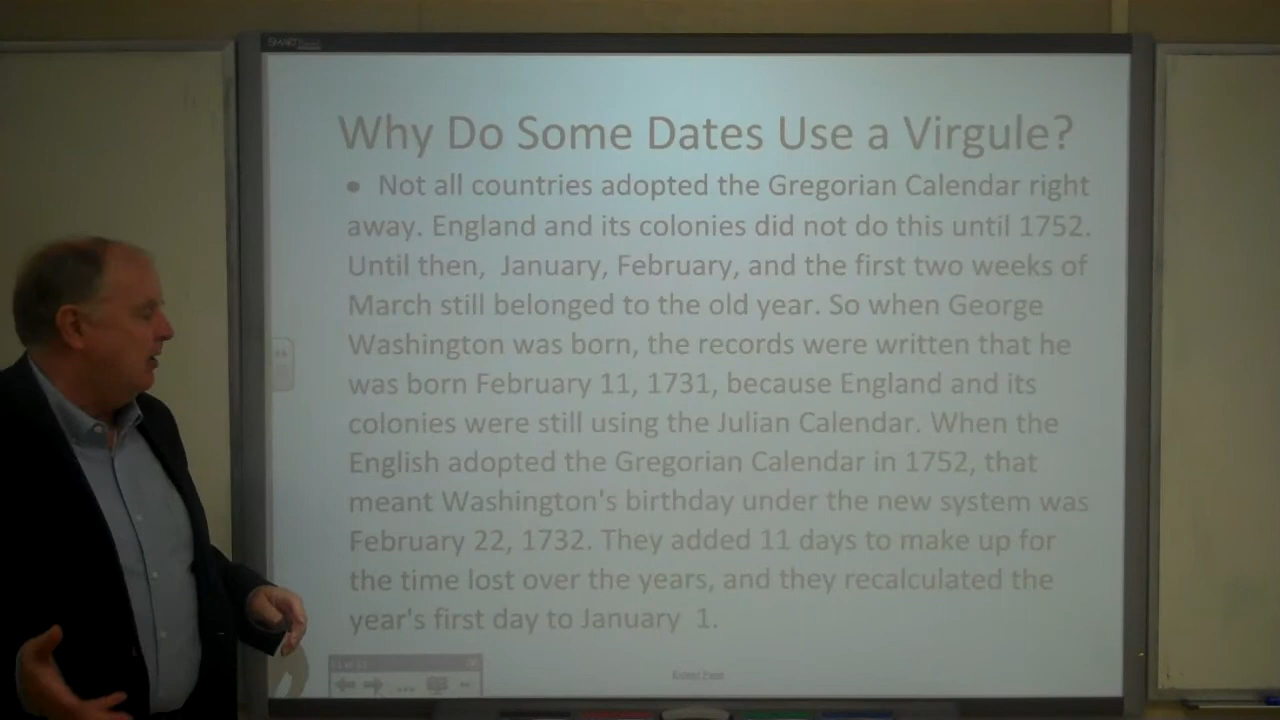 SMART
Why Do Some Dates Use a Virgule?
• Not all countries adopted the Gregorian Calendar right
away. England and its colonies did not do this until 1752.
Until then, January, February, and the first two weeks of
March still belonged to the old year. So when George
Washington was born, the records were written that he
was born February 11, 1731, because England and its
colonies were still using the Julian Calendar. When the
English adopted the Gregorian Calendar in 1752, that
meant Washington's birthday under the new system was
February 22, 1732. They added 11 days to make up for
the time lost over the years, and they recalculated the
year's first day to January 1.